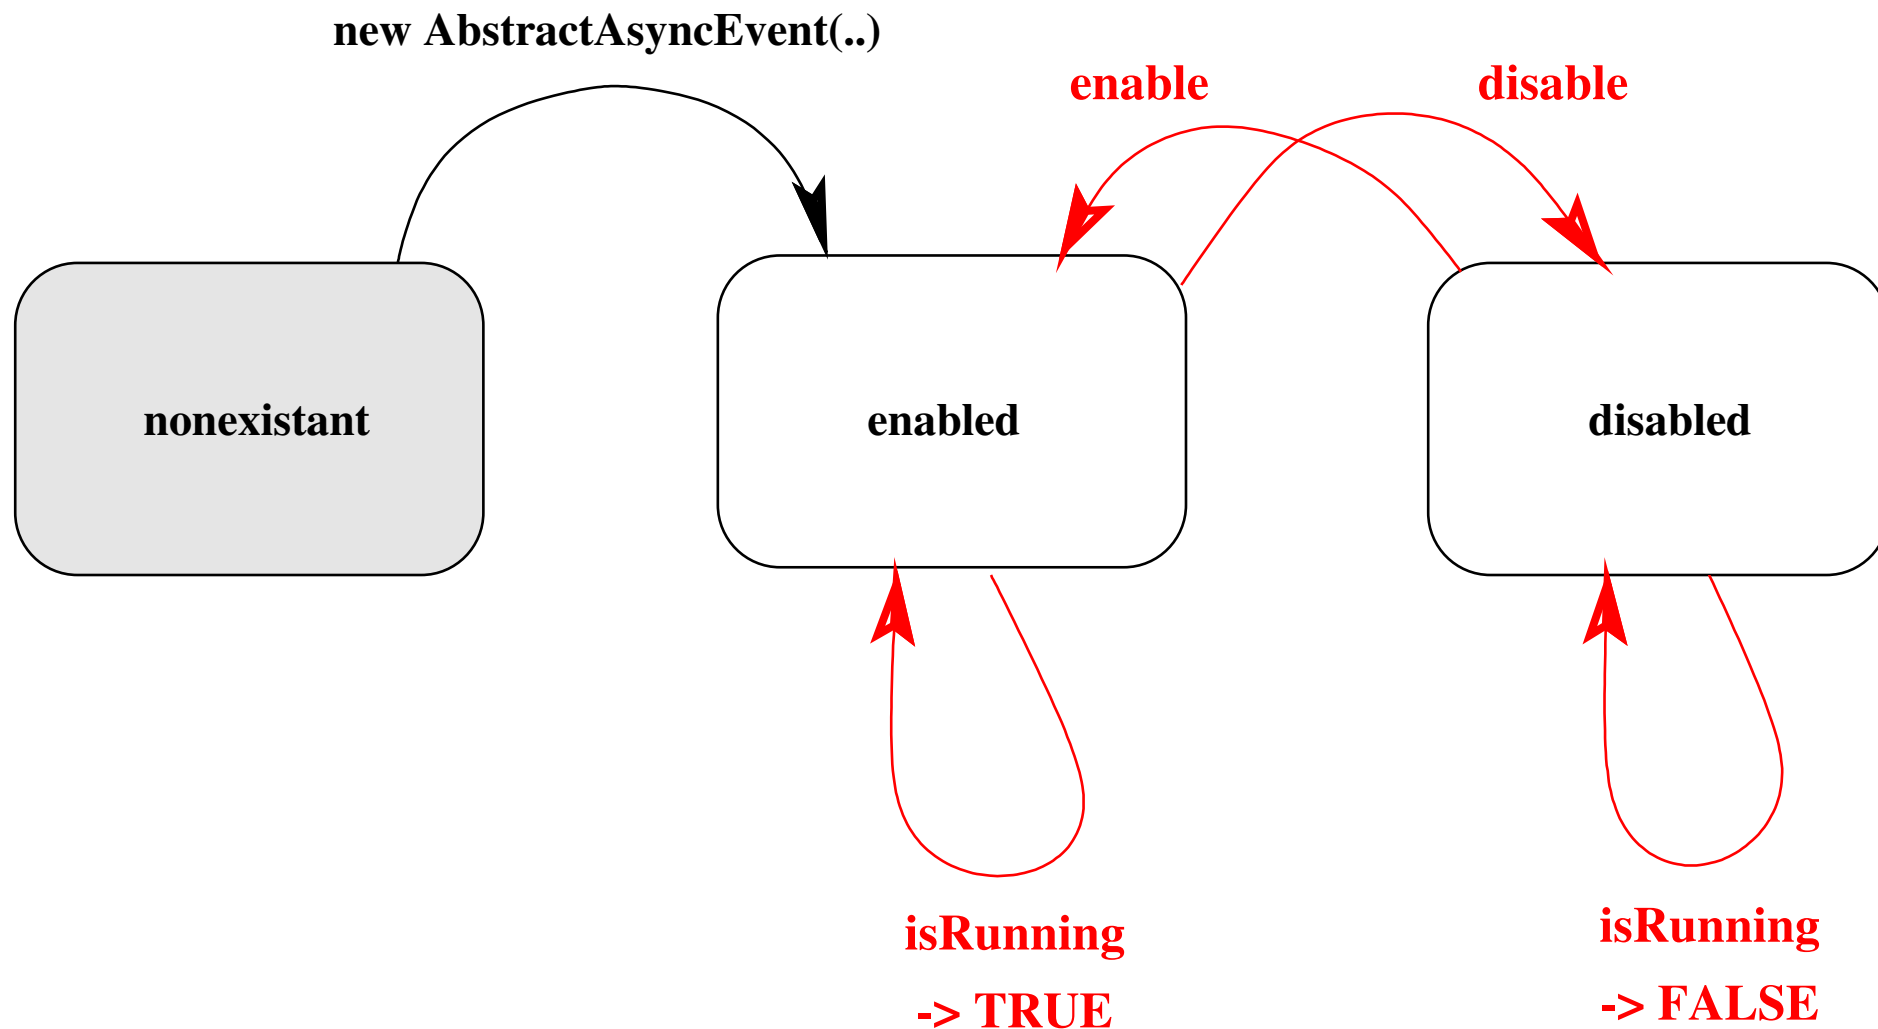 new AbstractAsyncEvent(..)
enable
disable
nonexistant
enabled
disabled
isRunning
-> TRUE
isRunning
-> FALSE